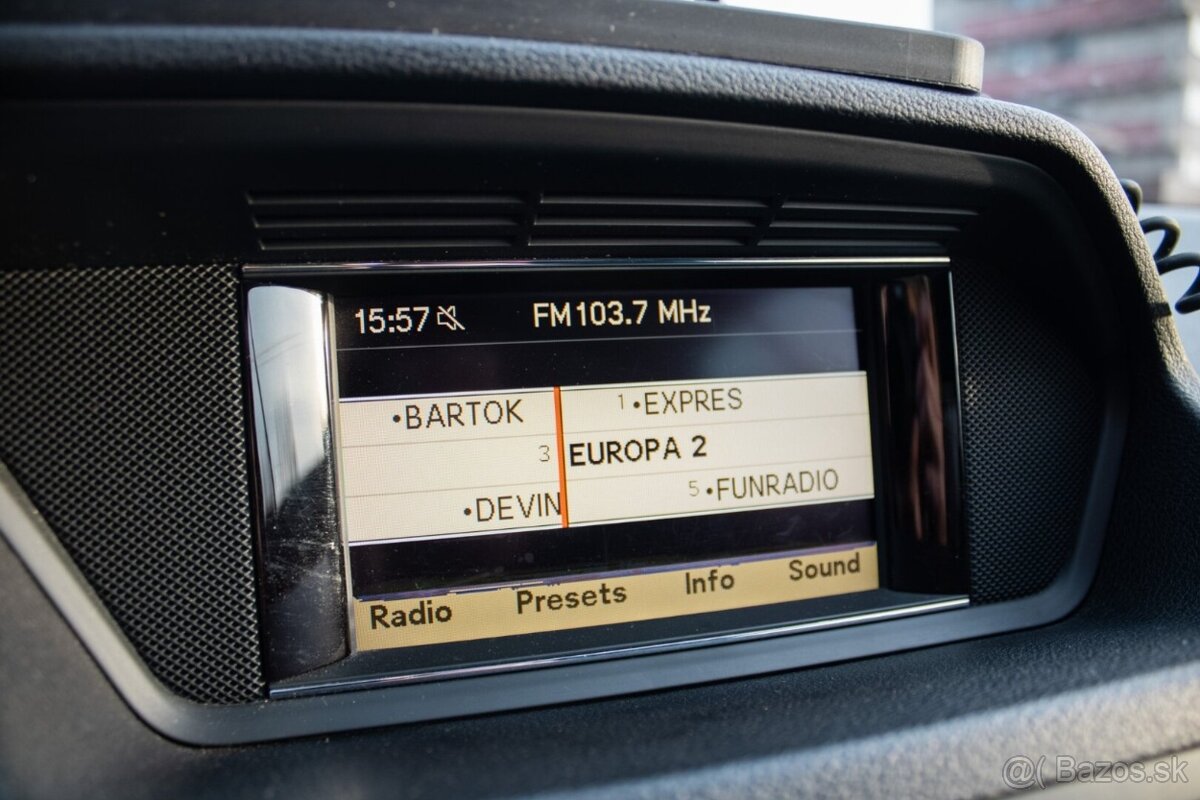 15:57 FM 103.7 MHz
•BARTOK 1 •EXPRES
3 EUROPA 2
•DEVIN 5 •FUNRADIO
Radio Presets Info Sound
@( Bazos.sk